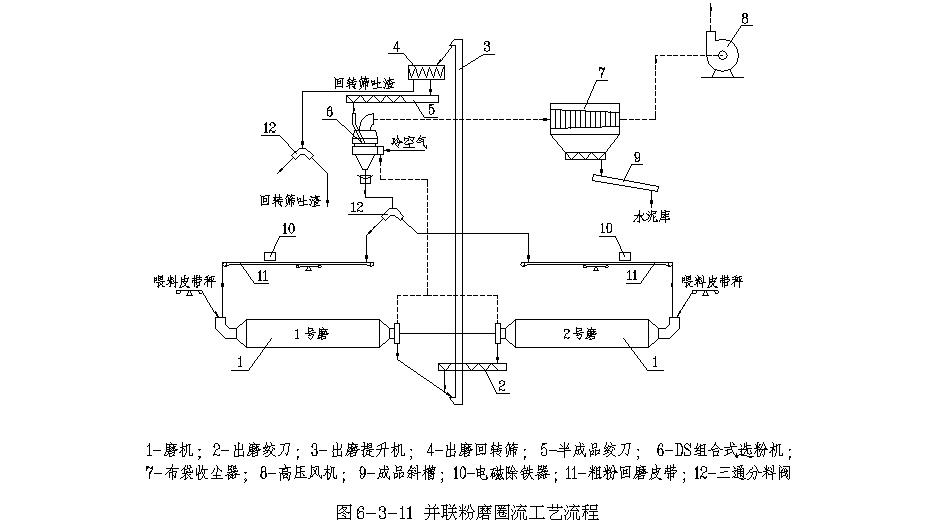 8
4
3
7
回转筛吐渣
5
6
12
冷空气
9
回转筛吐渣
12
水泥库
10
10
11
11
喂料皮带秤
喂料皮带秤
1号磨
2号磨
1
1
2
1-磨机; 2-出磨绞刀; 3-出磨提升机; 4-出磨回转筛; 5-半成品绞刀; 6-DS组合式选粉机;
7-布袋收尘器; 8-高压风机; 9-成品斜槽; 10-电磁除铁器; 11-粗粉回磨皮带; 12-三通分料阀
图6-3-11 并联粉磨圈流工艺流程